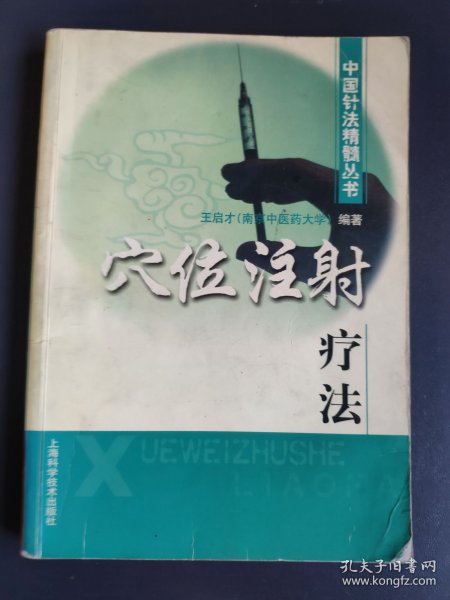 中国针法精髓丛书
王启才(南京中医药大学) 编著
穴位注射
疗法
XUEWEIZHUSHE
LIAOFA
上海科学技术出版社
孔夫子旧书网
www.kongfz.com